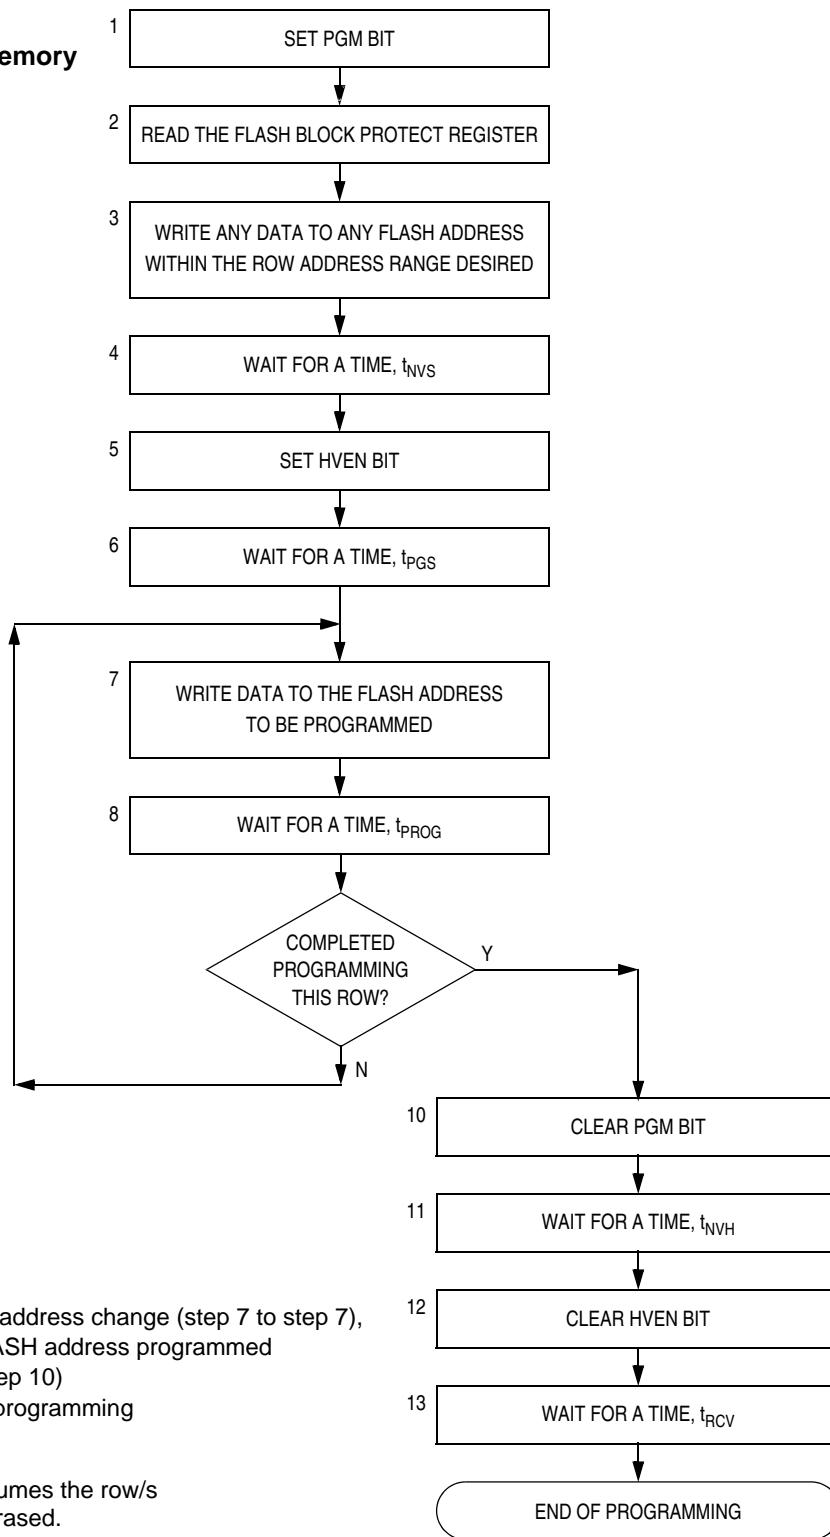 1
SET PGM BIT
emory
2
READ THE FLASH BLOCK PROTECT REGISTER
3
WRITE ANY DATA TO ANY FLASH ADDRESS
WITHIN THE ROW ADDRESS RANGE DESIRED
4
WAIT FOR A TIME, tNVS
5
SET HVEN BIT
6
WAIT FOR A TIME, tPGS
7
WRITE DATA TO THE FLASH ADDRESS
TO BE PROGRAMMED
8
WAIT FOR A TIME, tPROG
COMPLETED
PROGRAMMING
THIS ROW?
Y
N
10
CLEAR PGM BIT
11
WAIT FOR A TIME, tNVH
12
CLEAR HVEN BIT
13
WAIT FOR A TIME, tRCV
END OF PROGRAMMING
address change (step 7 to step 7),
ASH address programmed
ep 10)
programming
umes the row/s
rased.